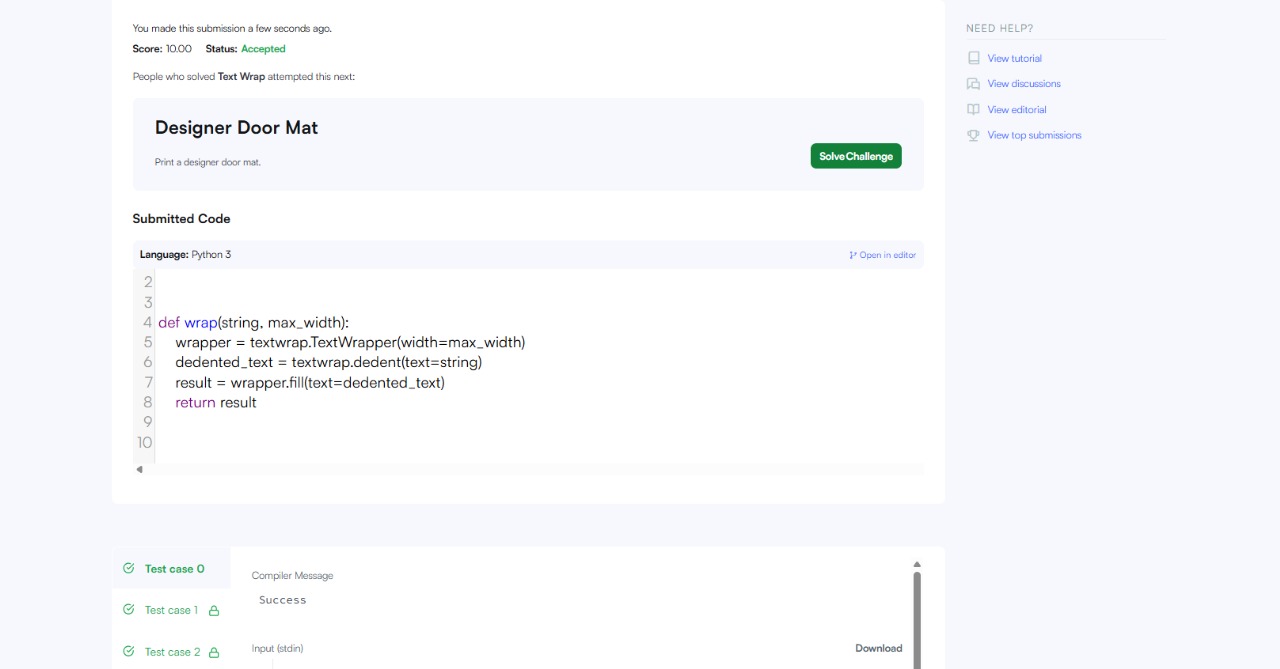 You made this submission a few seconds ago.
Score: 10.00 Status: Accepted
People who solved Text Wrap attempted this next:
Designer Door Mat
Print a designer door mat.
Solve Challenge
Submitted Code
Language: Python 3
Open in editor
2
3
4 def wrap(string, max_width):
5     wrapper = textwrap.TextWrapper(width=max_width)
6     dedented_text = textwrap.dedent(text=string)
7     result = wrapper.fill(text=dedented_text)
8     return result
9
10
Test case 0
Test case 1
Test case 2
Compiler Message
Success
Input (stdin)
Download
NEED HELP?
View tutorial
View discussions
View editorial
View top submissions